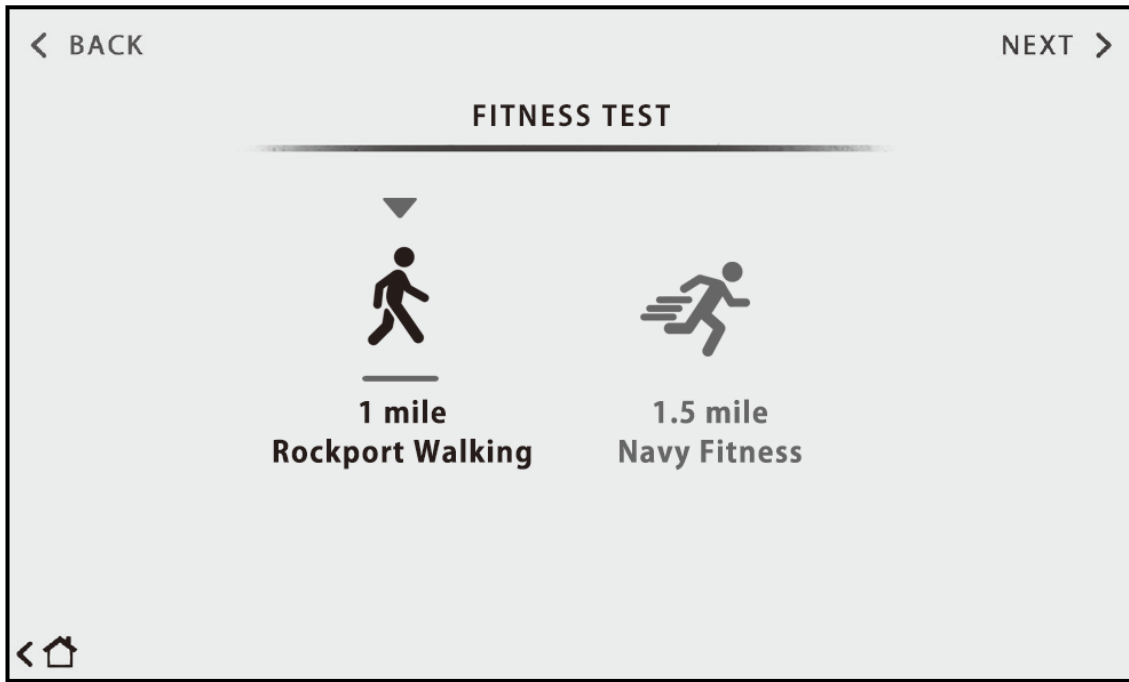 BACK
NEXT
FITNESS TEST
1 mile
Rockport Walking
1.5 mile
Navy Fitness